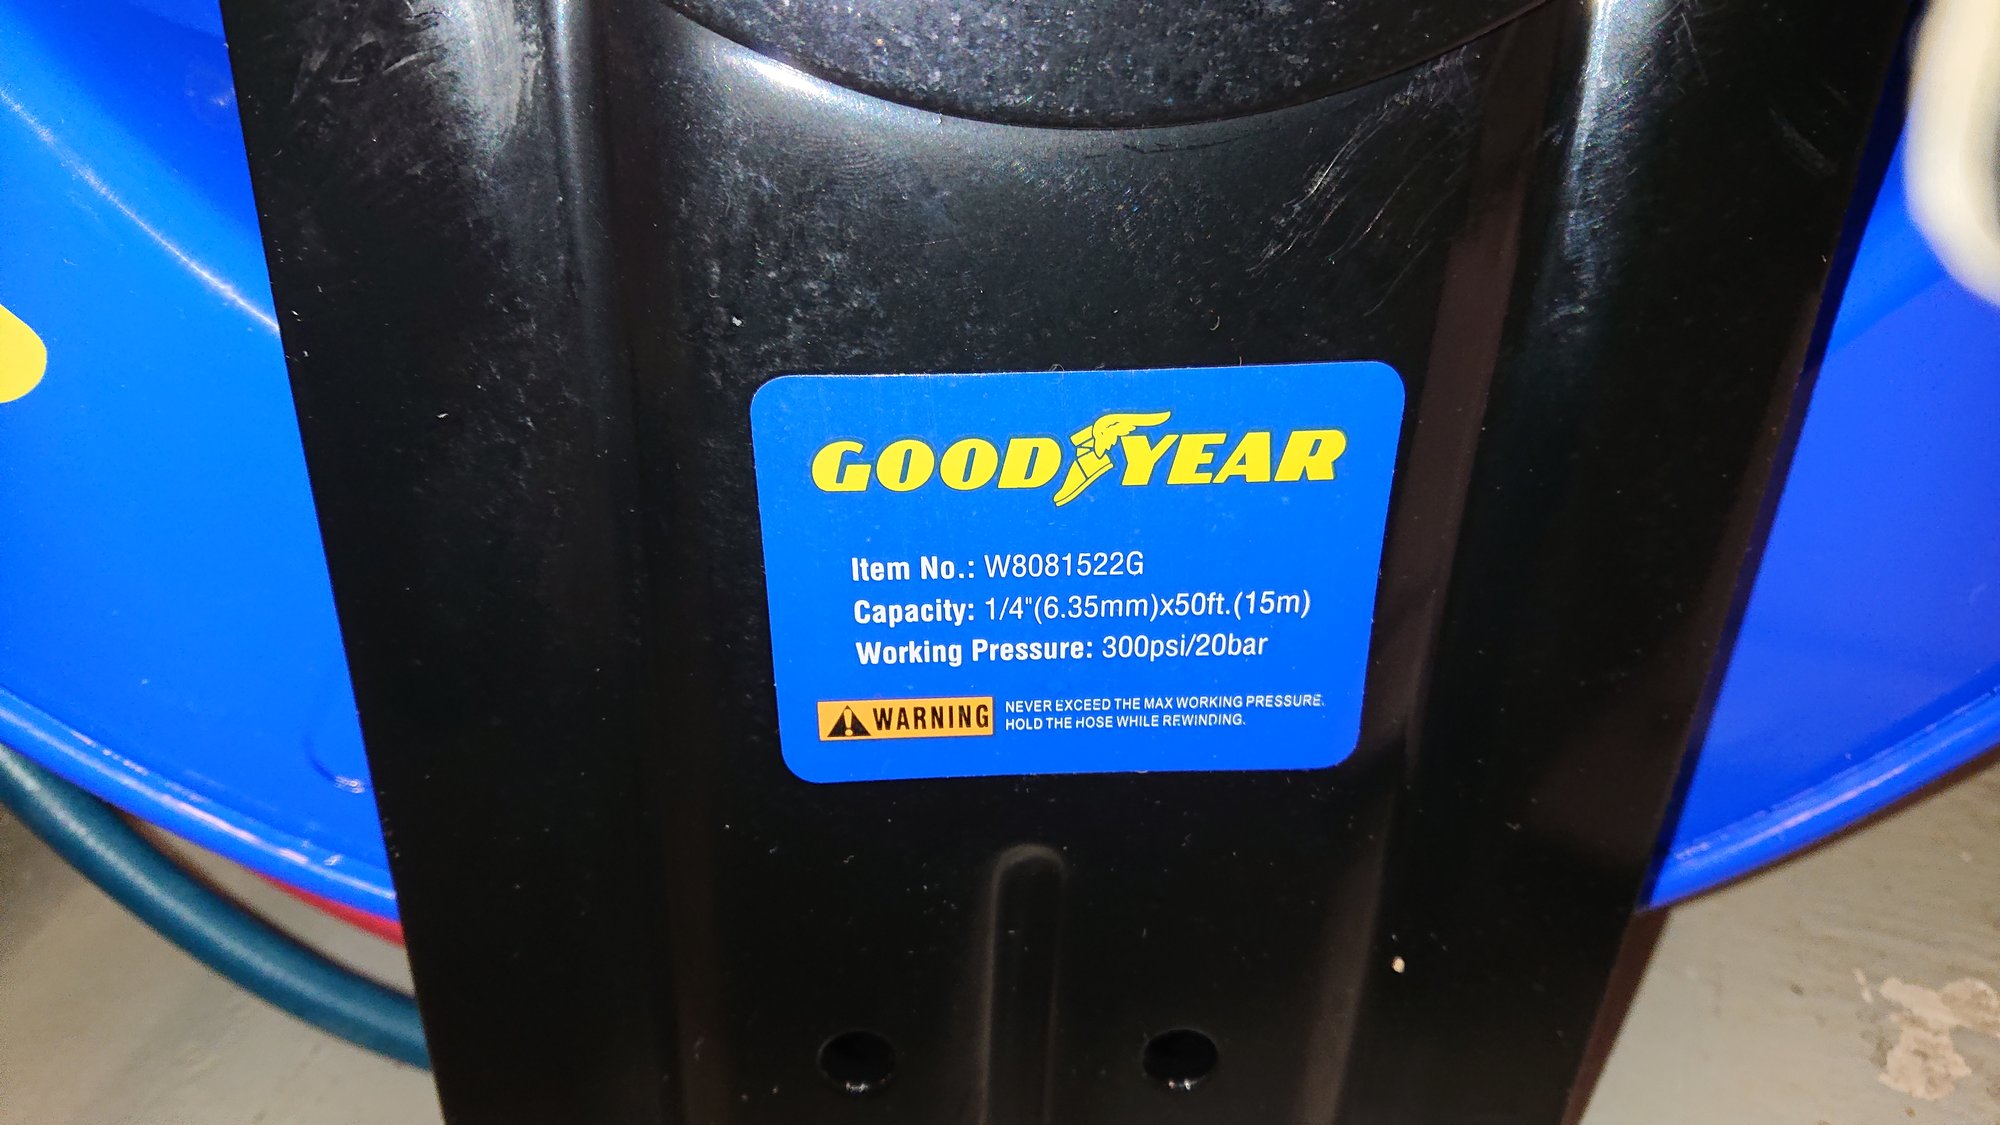 GOODYEAR
Item No.: W8081522G
Capacity: 1/4"(6.35mm)x50ft.(15m)
Working Pressure: 300psi/20bar
WARNING NEVER EXCEED THE MAX WORKING PRESSURE.
HOLD THE HOSE WHILE REWINDING.